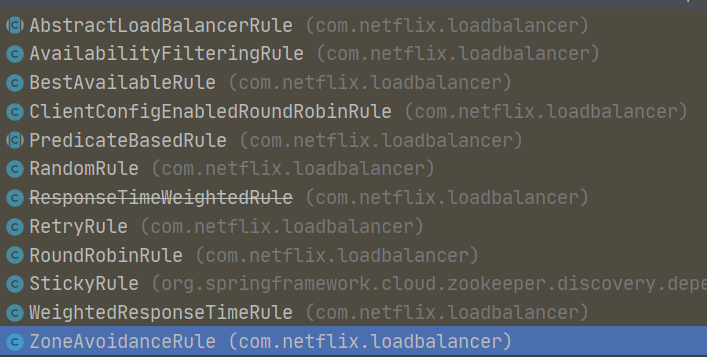 AbstractLoadBalancerRule (com.netflix.loadbalancer)
AvailabilityFilteringRule (com.netflix.loadbalancer)
BestAvailableRule (com.netflix.loadbalancer)
ClientConfigEnabledRoundRobinRule (com.netflix.loadbalancer)
PredicateBasedRule (com.netflix.loadbalancer)
RandomRule (com.netflix.loadbalancer)
ResponseTimeWeightedRule (com.netflix.loadbalancer)
RetryRule (com.netflix.loadbalancer)
RoundRobinRule (com.netflix.loadbalancer)
StickyRule (org.springframework.cloud.zookeeper.discovery.depe
WeightedResponseTimeRule (com.netflix.loadbalancer)
ZoneAvoidanceRule (com.netflix.loadbalancer)